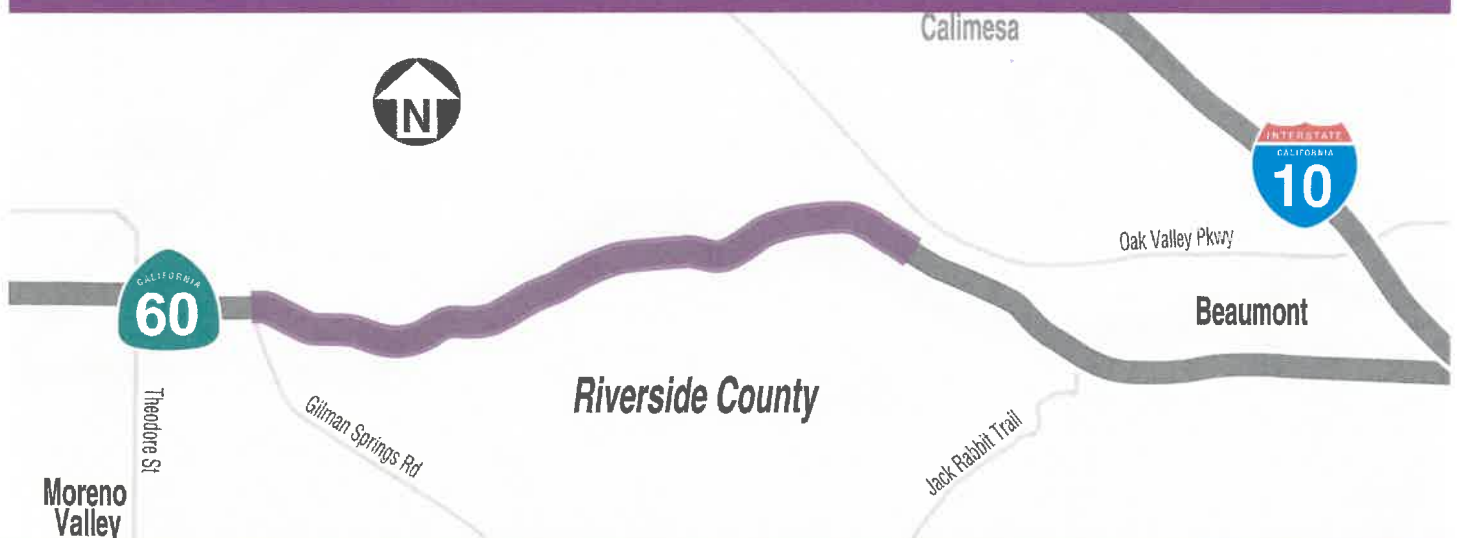 Calimesa
N
INTERSTATE
CALIFORNIA
10
Oak Valley Pkwy
CALIFORNIA
60
Beaumont
Riverside County
Theodore St
Gilman Springs Rd
Jack Rabbit Trail
Moreno
Valley